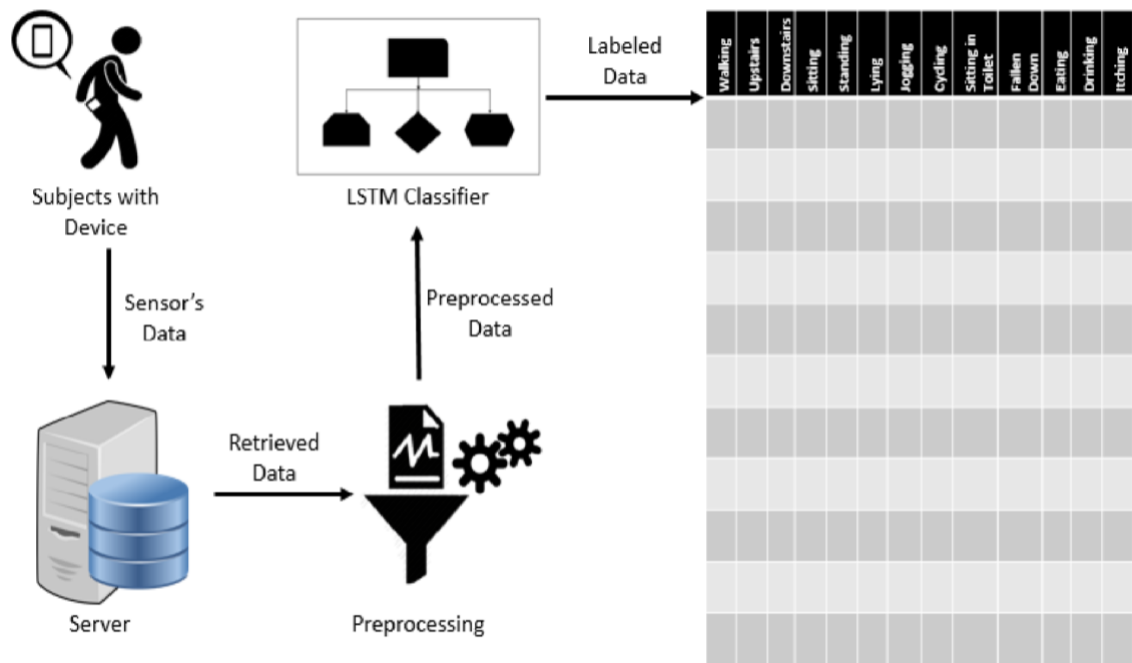 Subjects with
Device
Sensor's
Data
Server
Retrieved
Data
Preprocessing
Preprocessed
Data
LSTM Classifier
Labeled
Data
Walking
Upstairs
Downstairs
Sitting
Standing
Lying
Jogging
Cycling
Sitting in
Toilet
Fallen
Down
Eating
Drinking
Itching